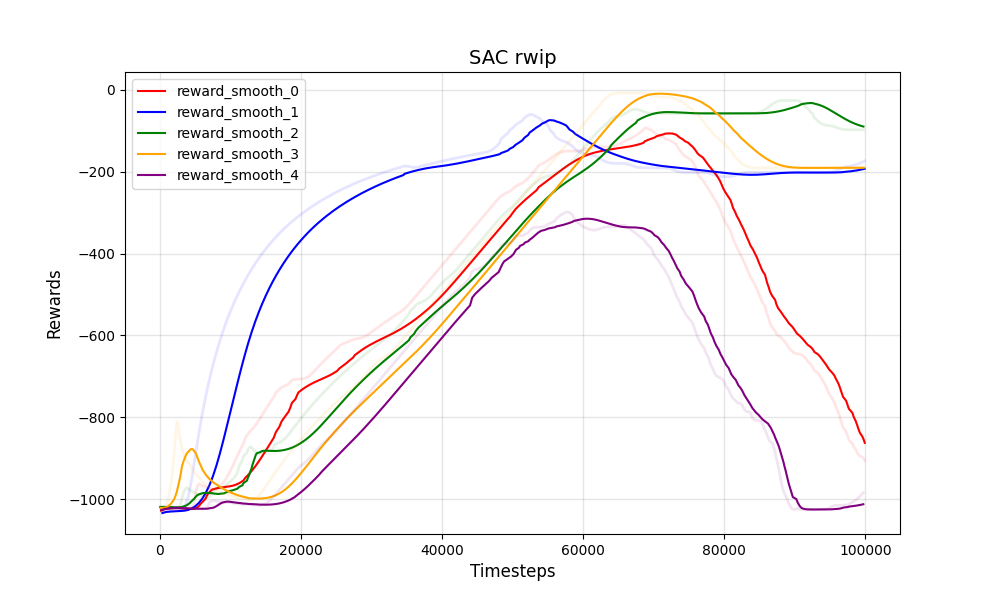 SAC rwip
reward_smooth_0
reward_smooth_1
reward_smooth_2
reward_smooth_3
reward_smooth_4
Rewards
0
−200
−400
−600
−800
−1000
0 20000 40000 60000 80000 100000
Timesteps